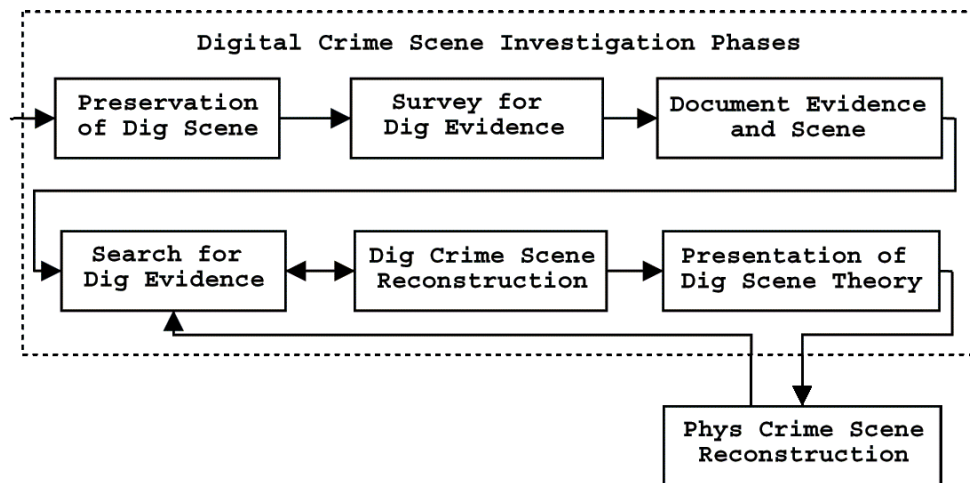 Digital Crime Scene Investigation Phases
Preservation
of Dig Scene
Survey for
Dig Evidence
Document Evidence
and Scene
Search for
Dig Evidence
Dig Crime Scene
Reconstruction
Presentation of
Dig Scene Theory
Phys Crime Scene
Reconstruction